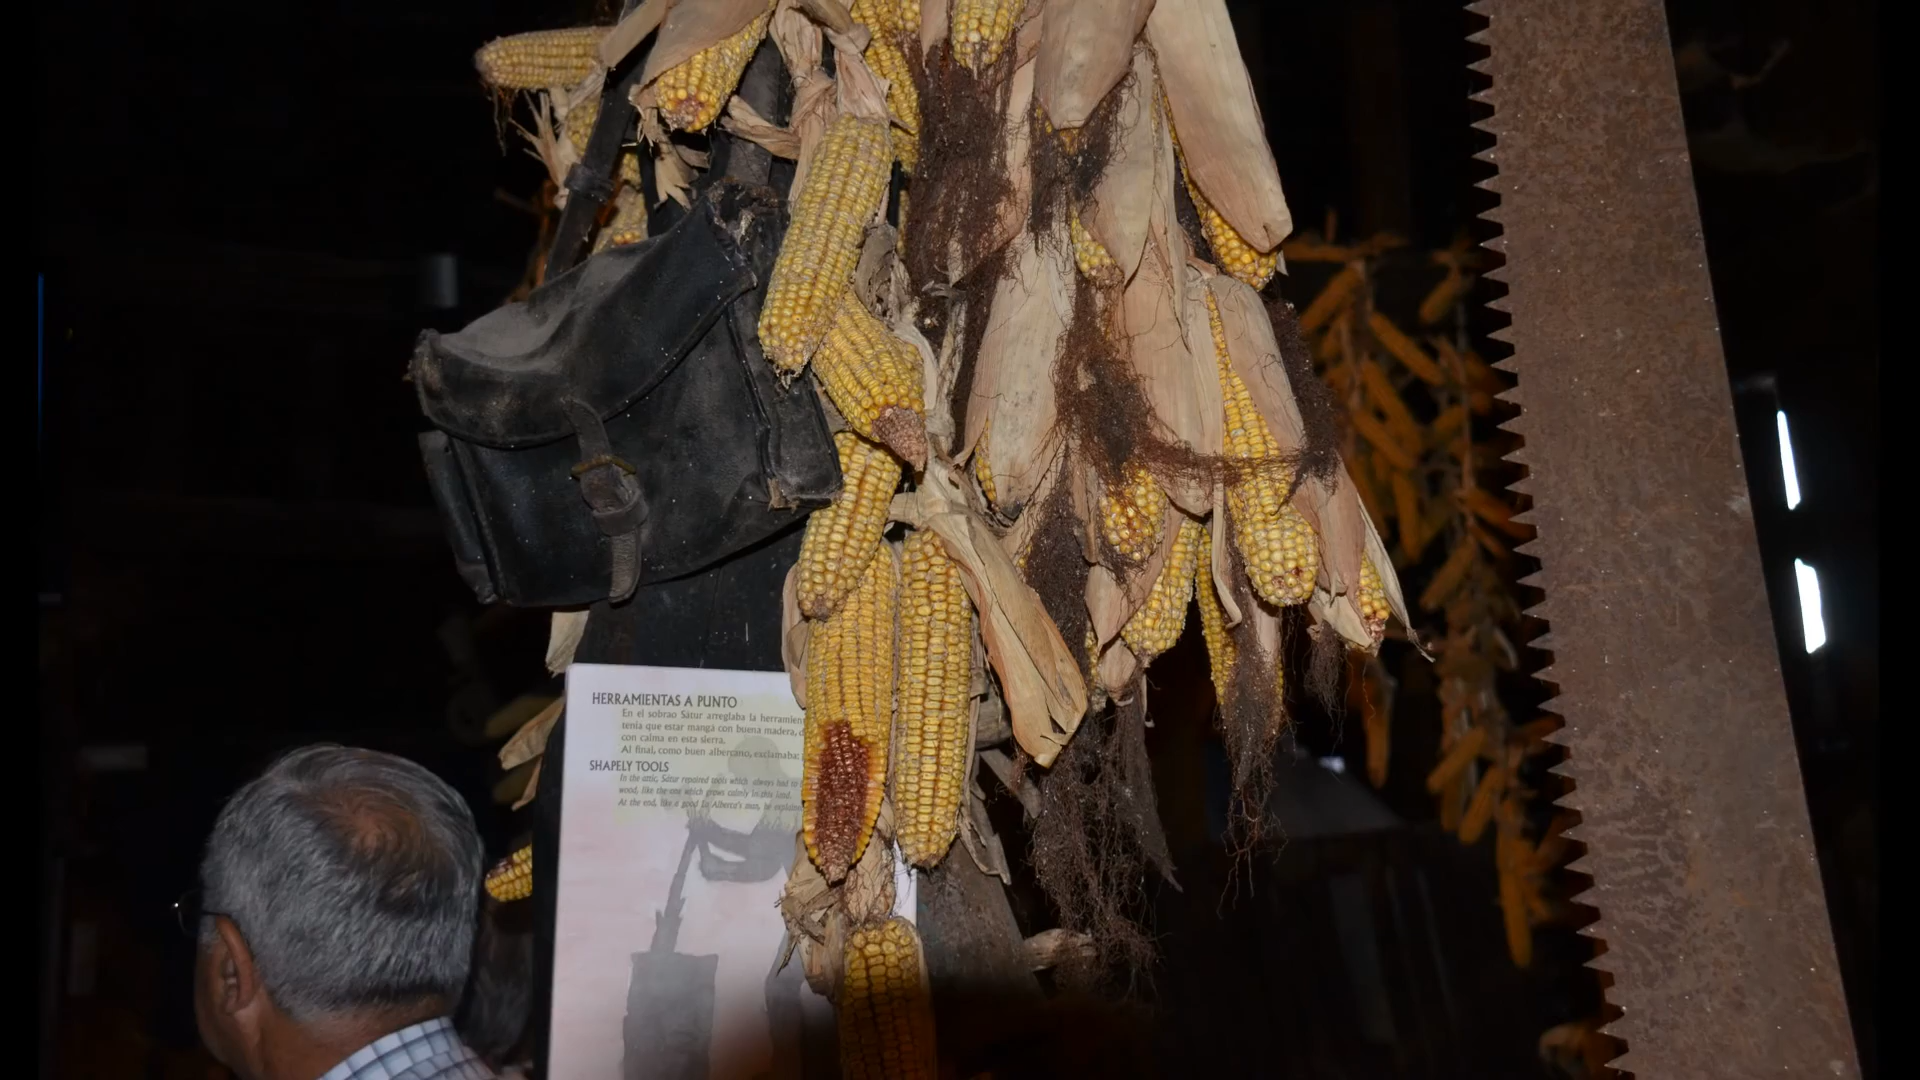 HERRAMIENTAS A PUNTO
En el sobrao Satur arreglaba la
tenía que estar manga con buena madera,
con calma en esta sierra.
Al final, como buen albercano, exclamaba:
SHAPELY TOOLS
In the attic, Satur repaired tools which always had to
wood, like the one which grows calmly in this land.
At the end, like a good La Alberca's man, he